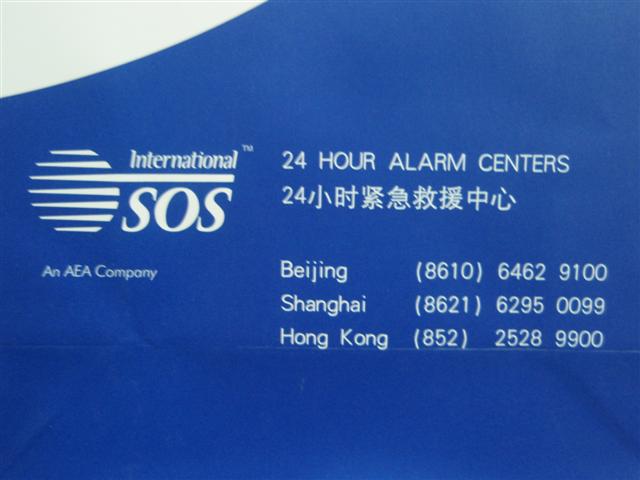 International™
SOS
An AEA Company
24 HOUR ALARM CENTERS
24小时紧急救援中心
Beijing (8610) 6462 9100
Shanghai (8621) 6295 0099
Hong Kong (852) 2528 9900